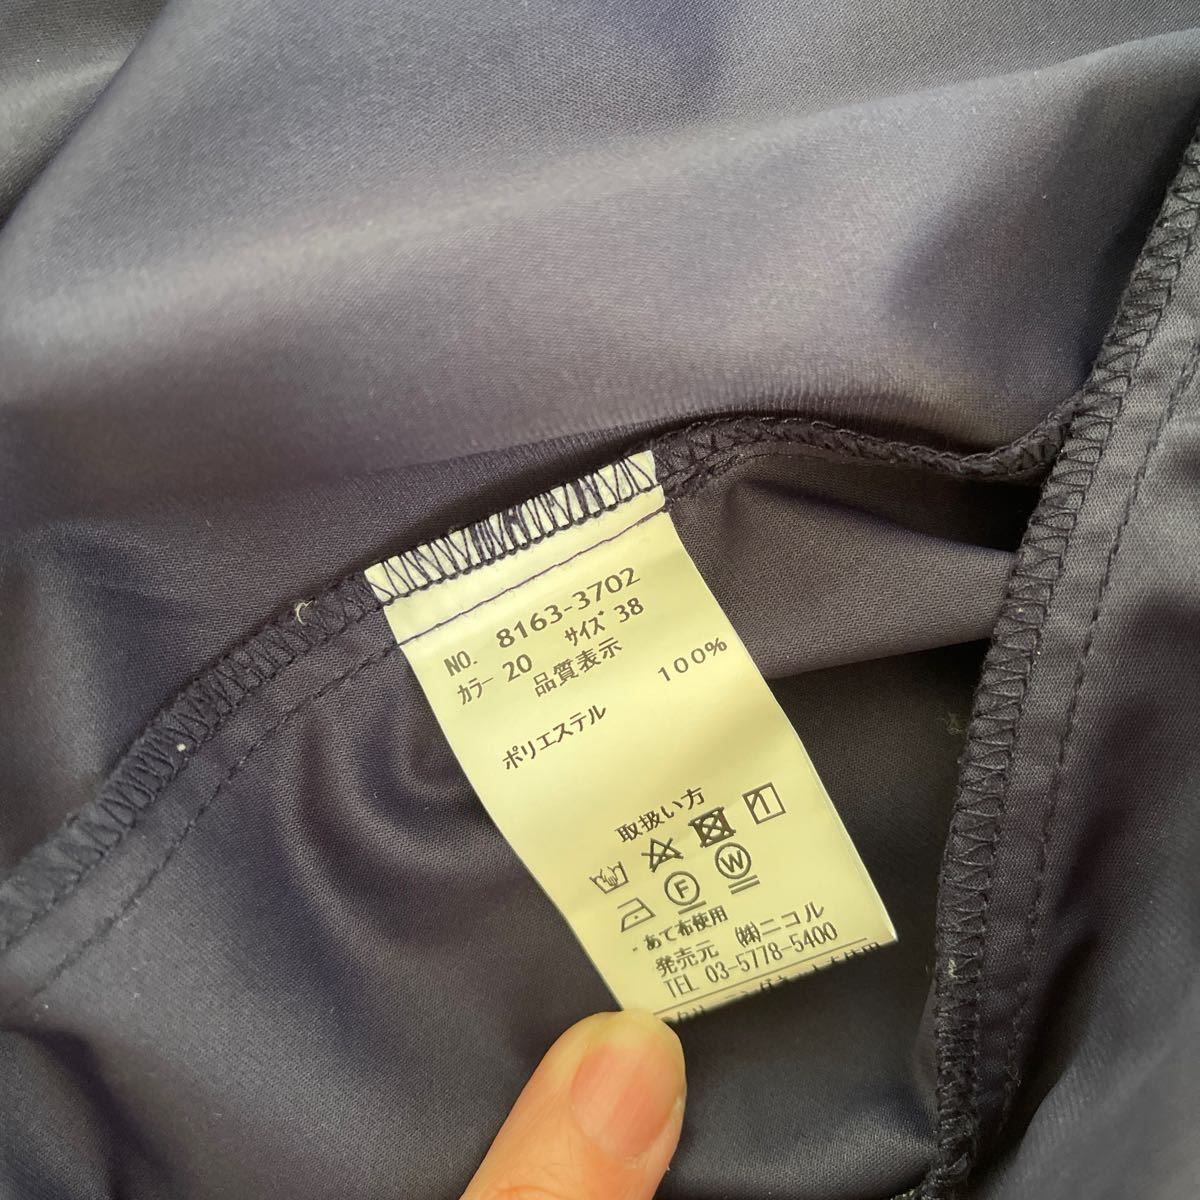 NO. 8163-3702
カラー 20 サイズ 38
品質表示
ポリエステル 100%
取扱い方
F W
・あて布使用
発売元 ㈱ニコル
TEL 03-5778-5400